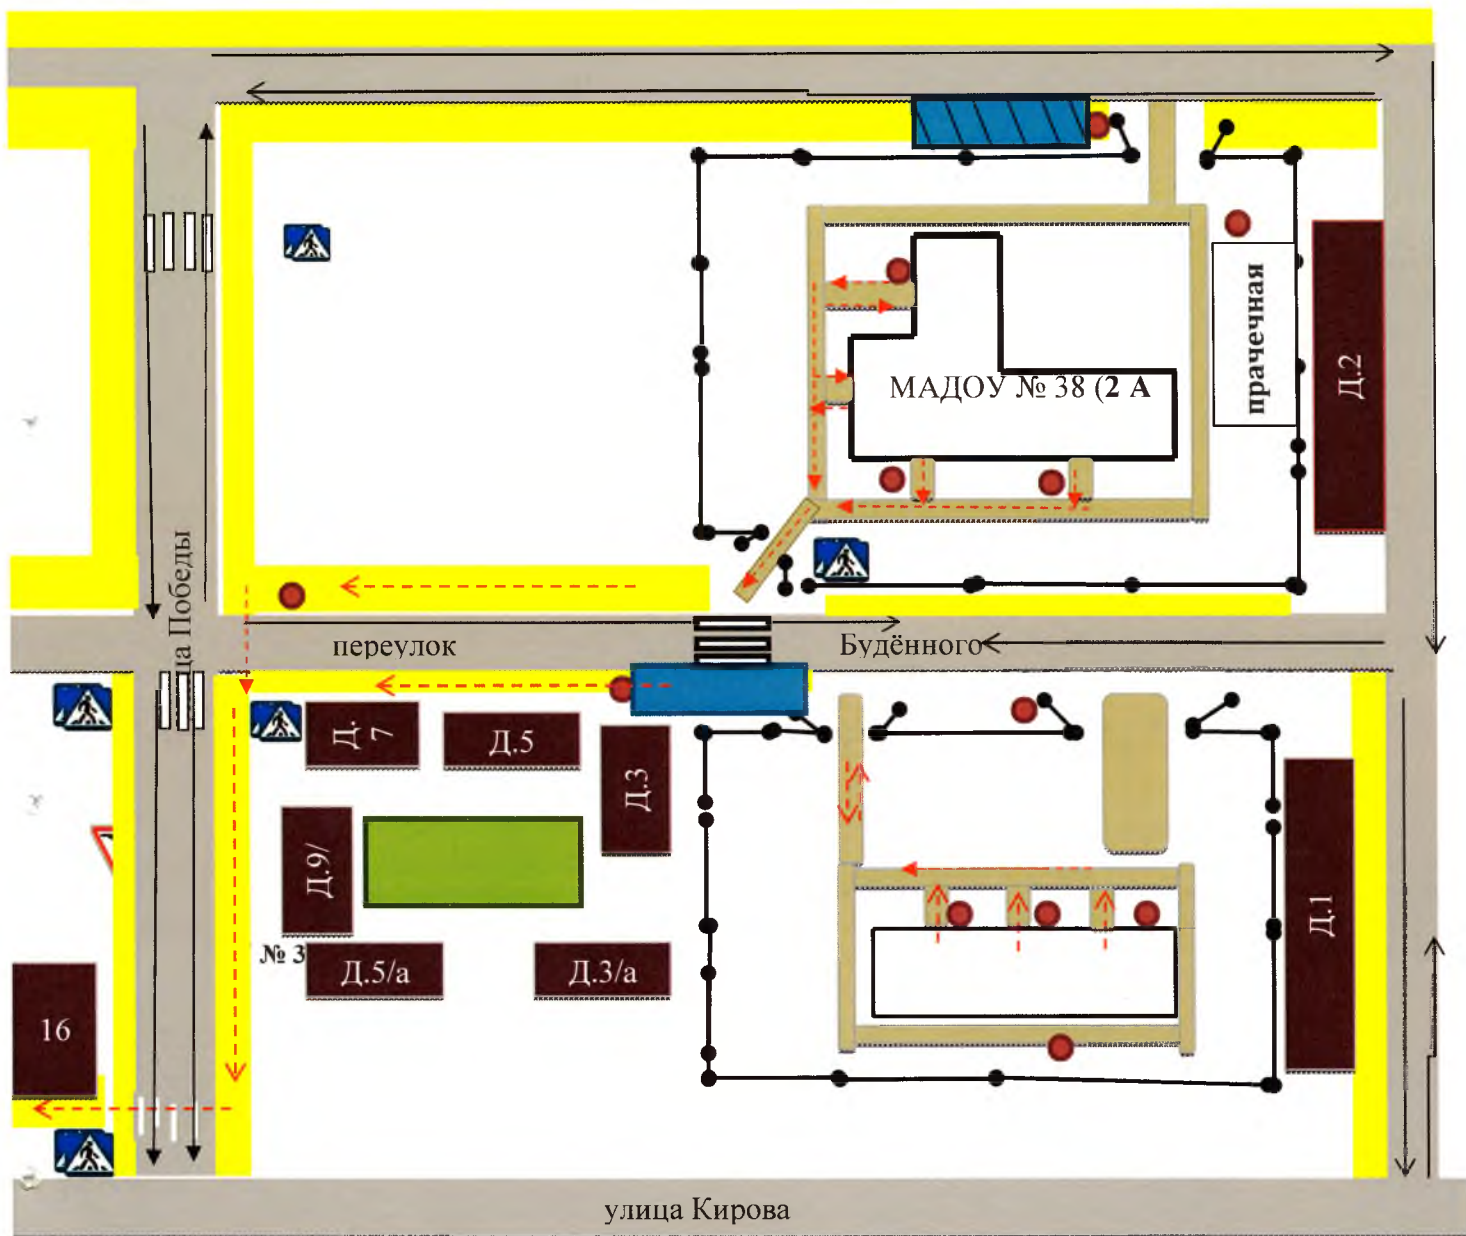 прачечная
Д.2
МАДОУ № 38 (2 А
ца Победы
переулок
Будённого
Д.
7
Д.5
Д.3
Д.9/
№ 3
Д.5/а
Д.3/а
Д.1
16
улица Кирова